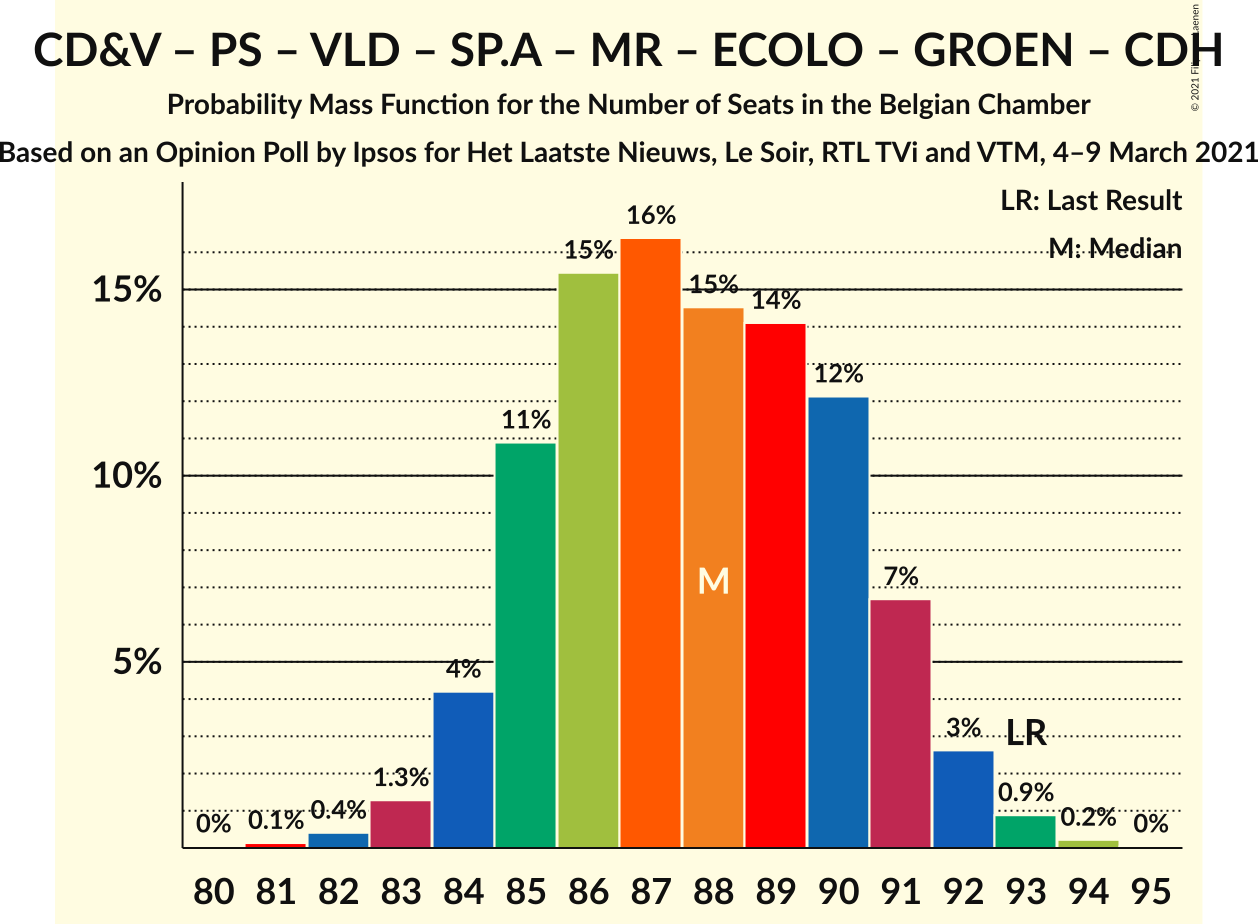 CD&V – PS – VLD – SP.A – MR – ECOLO – GROEN – CDH
Probability Mass Function for the Number of Seats in the Belgian Chamber
Based on an Opinion Poll by Ipsos for Het Laatste Nieuws, Le Soir, RTL TVi and VTM, 4–9 March 2021
© 2021
LR: Last Result
M: Median
16%
15%
15%
15%
14%
12%
11%
10%
M
7%
5%
4%
3%
LR
1.3%
0.9%
0%
0.1%
0.4%
0.2%
0%
80 81 82 83 84 85 86 87 88 89 90 91 92 93 94 95